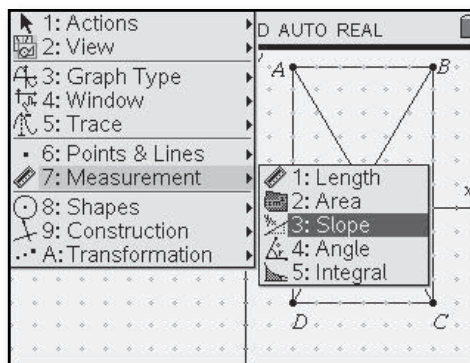 1: Actions
2: View
3: Graph Type
4: Window
5: Trace
6: Points & Lines
7: Measurement
8: Shapes
9: Construction
A: Transformation
D AUTO REAL
A
B
1: Length
2: Area
3: Slope
4: Angle
5: Integral
x
D
C